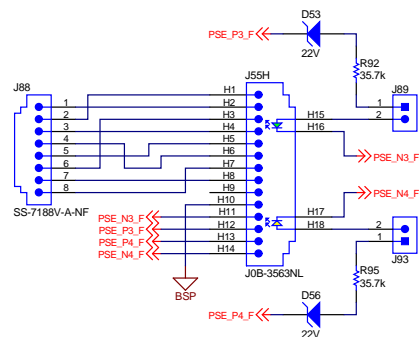 D53
PSE_P3_F
22V
R92
35.7k
J88
J55H
J89
H1
1
H2
1
2
H3
H15
2
3
H4
H16
4
H5
5
H6
PSE_N3_F
6
H7
7
H8
8
H9
PSE_N4_F
SS-7188V-A-NF
H10
PSE_N3_F
H11
H17
PSE_P3_F
H12
H18
2
PSE_P4_F
H13
1
PSE_N4_F
H14
J0B-3563NL
J93
BSP
R95
35.7k
D56
PSE_P4_F
22V